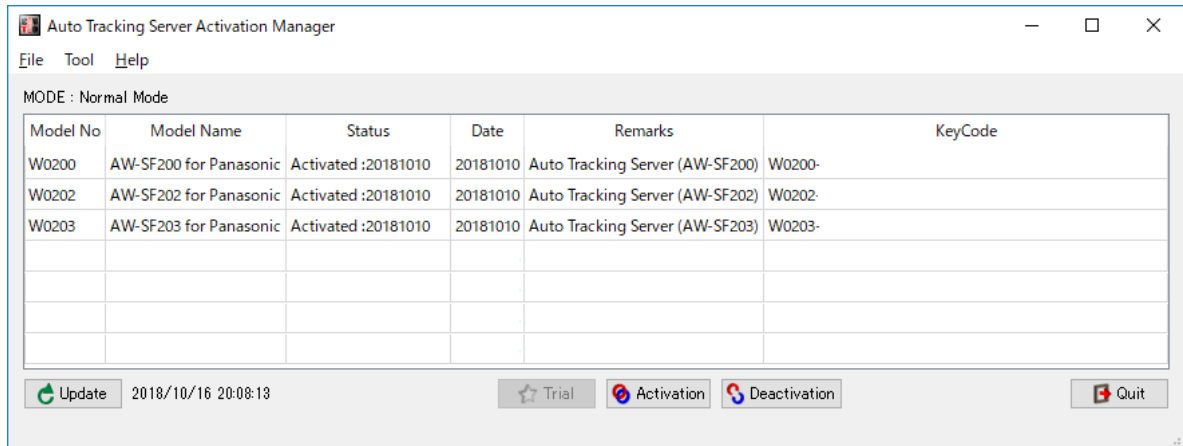 Auto Tracking Server Activation Manager
File Tool Help
MODE : Normal Mode
Model No Model Name Status Date Remarks KeyCode
W0200 AW-SF200 for Panasonic Activated :20181010 20181010 Auto Tracking Server (AW-SF200) W0200-
W0202 AW-SF202 for Panasonic Activated :20181010 20181010 Auto Tracking Server (AW-SF202) W0202-
W0203 AW-SF203 for Panasonic Activated :20181010 20181010 Auto Tracking Server (AW-SF203) W0203-
Update 2018/10/16 20:08:13 Trial Activation Deactivation Quit